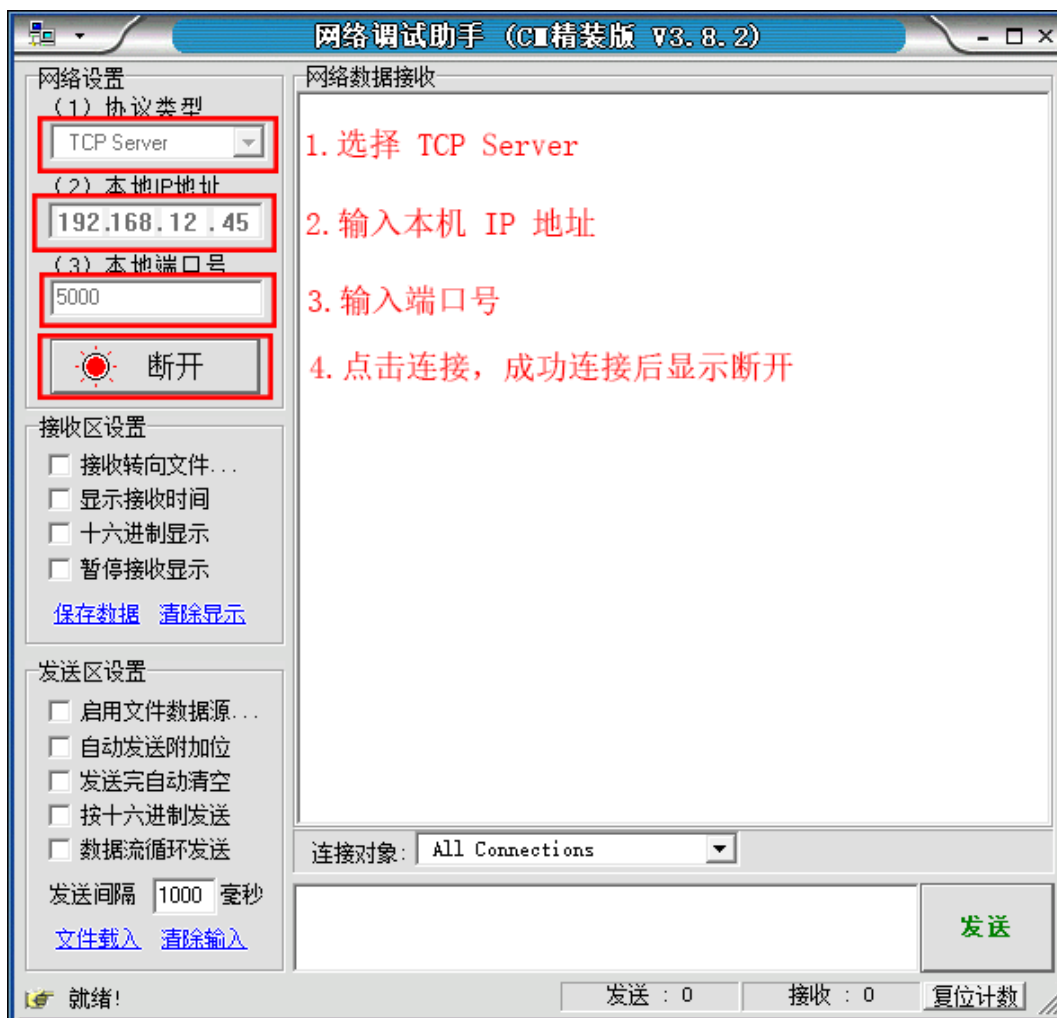 网络调试助手 (CⅢ精装版 V3.8.2)
网络设置
(1) 协议类型
TCP Server
(2) 本地IP地址
192.168.12.45
(3) 本地端口号
5000
断开
接收区设置
接收转向文件...
显示接收时间
十六进制显示
暂停接收显示
保存数据 清除显示
发送区设置
启用文件数据源...
自动发送附加位
发送完自动清空
按十六进制发送
数据流循环发送
发送间隔 1000 毫秒
文件载入 清除输入
网络数据接收
1.选择 TCP Server
2.输入本机 IP 地址
3.输入端口号
4.点击连接，成功连接后显示断开
连接对象: All Connections
发送
就绪!
发送 : 0
接收 : 0
复位计数